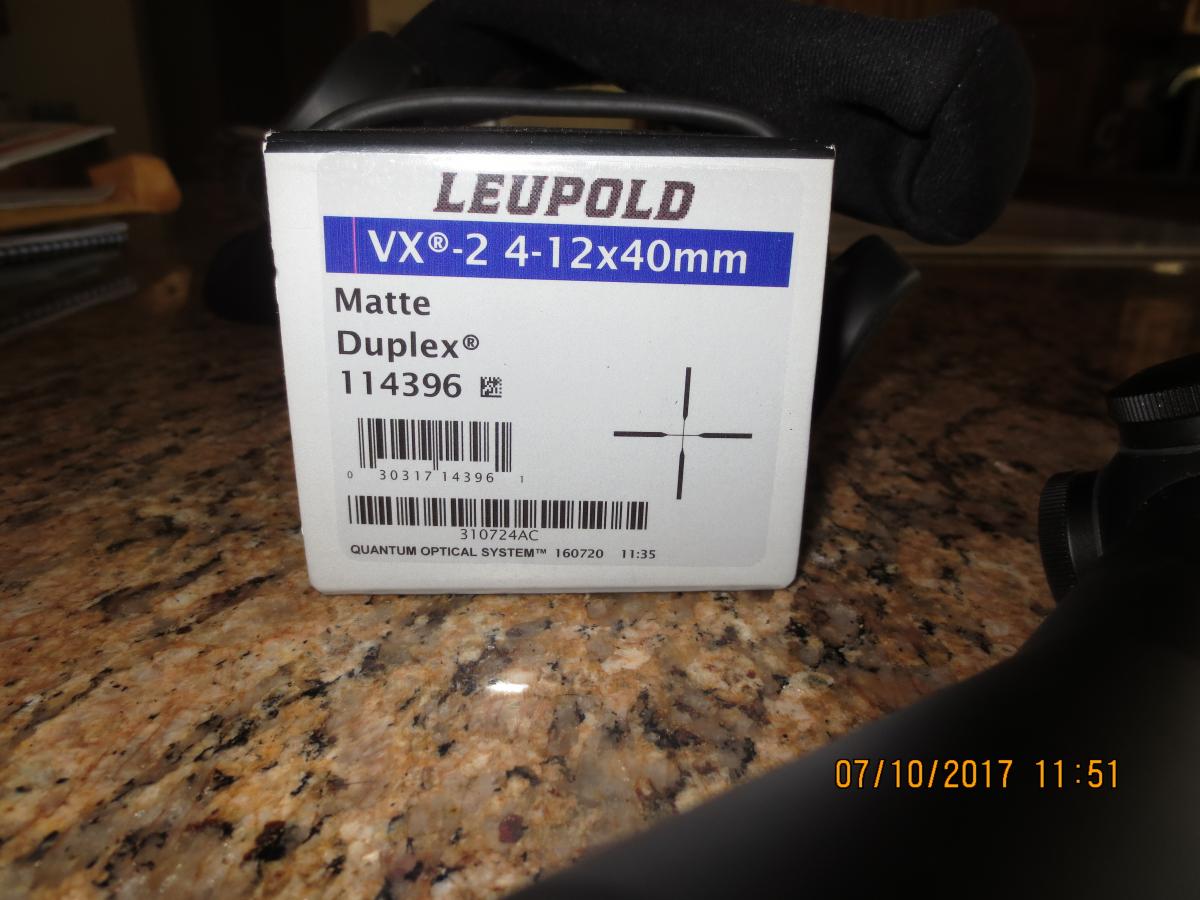 LEUPOLD
VX®-2 4-12x40mm
Matte
Duplex®
114396
0 30317 14396 1
310724AC
QUANTUM OPTICAL SYSTEM™ 160720 11:35
07/10/2017 11:51